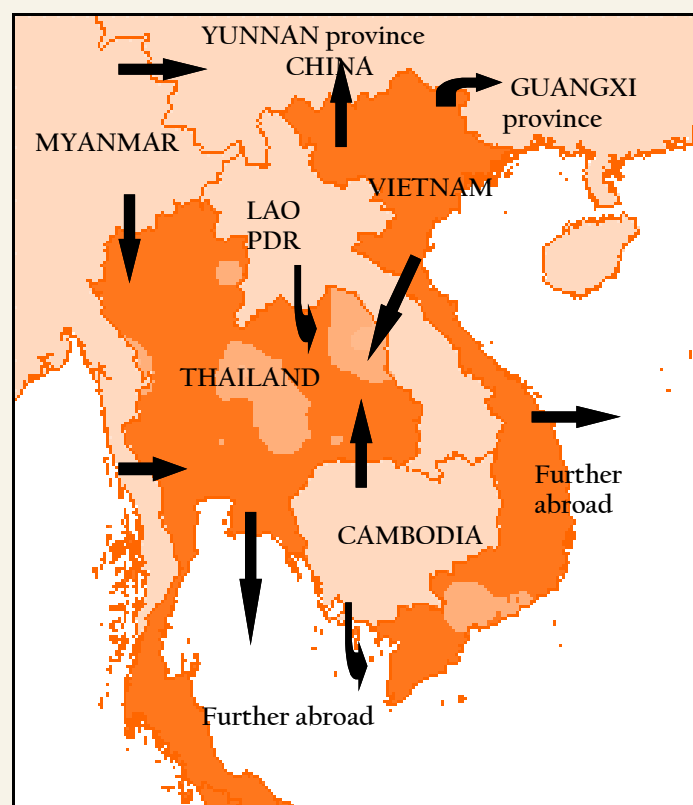 YUNNAN province
CHINA
GUANGXI
province
MYANMAR
VIETNAM
LAO
PDR
THAILAND
Further
abroad
CAMBODIA
Further abroad